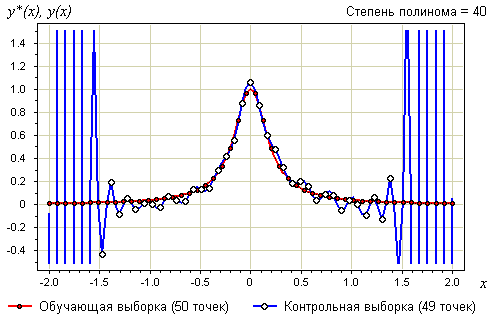 y*(x), y(x)
Степень полинома = 40
1.4
1.2
1.0
0.8
0.6
0.4
0.2
0
-0.2
-0.4
-2.0 -1.5 -1.0 -0.5 0.0 0.5 1.0 1.5 2.0 x
Обучающая выборка (50 точек) Контрольная выборка (49 точек)